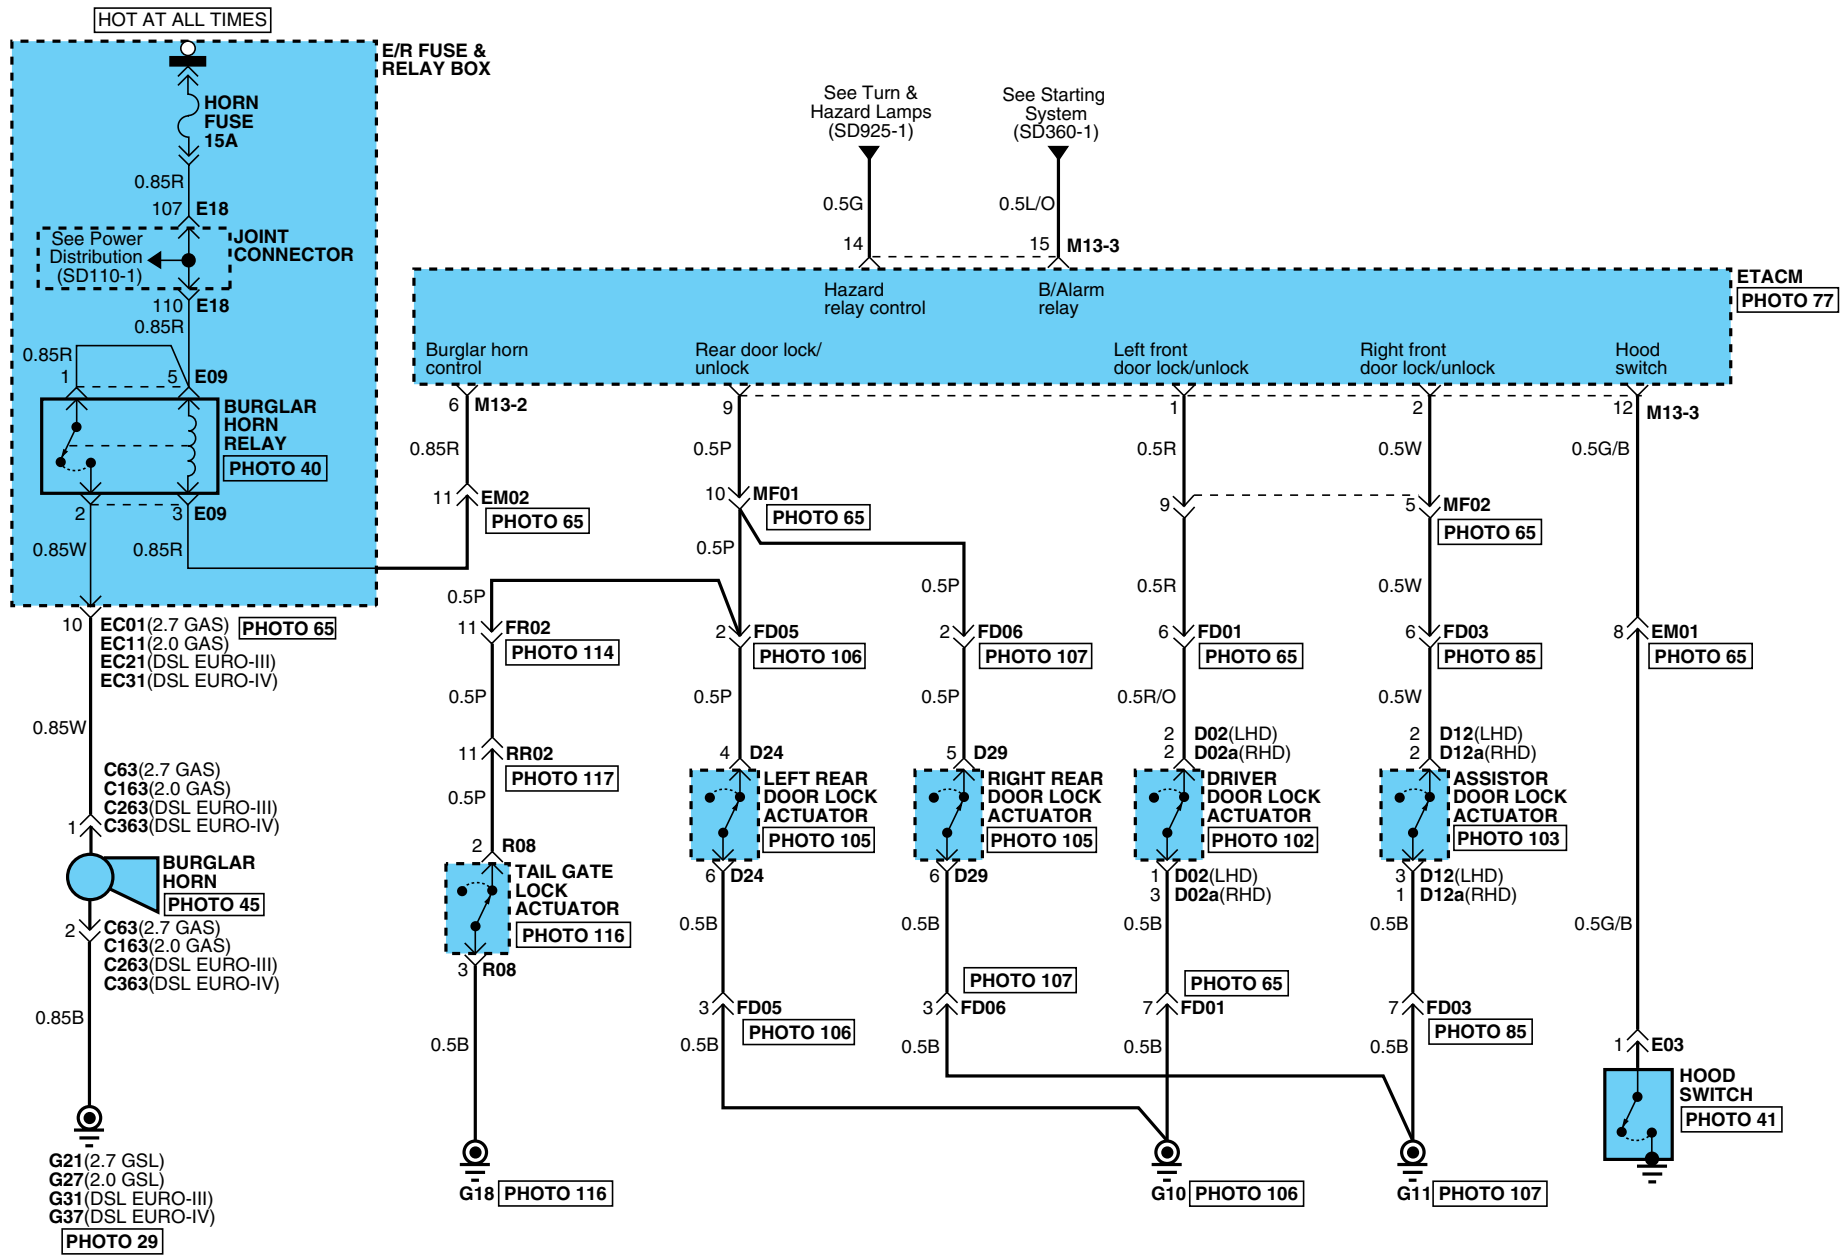 HOT AT ALL TIMES
E/R FUSE &
RELAY BOX
HORN
FUSE
15A
0.85R
107 E18
See Power
Distribution
(SD110-1)
JOINT
CONNECTOR
110 E18
0.85R
0.85R
1 5 E09
BURGLAR
HORN
RELAY
PHOTO 40
2 3 E09
0.85W 0.85R
10 EC01(2.7 GAS) PHOTO 65
EC11(2.0 GAS)
EC21(DSL EURO-III)
EC31(DSL EURO-IV)
0.85W
C63(2.7 GAS)
C163(2.0 GAS)
C263(DSL EURO-III)
1 C363(DSL EURO-IV)
BURGLAR
HORN
PHOTO 45
2 C63(2.7 GAS)
C163(2.0 GAS)
C263(DSL EURO-III)
C363(DSL EURO-IV)
0.85B
G21(2.7 GSL)
G27(2.0 GSL)
G31(DSL EURO-III)
G37(DSL EURO-IV)
PHOTO 29
See Turn &
Hazard Lamps
(SD925-1)
0.5G
14
See Starting
System
(SD360-1)
0.5L/O
15 M13-3
ETACM
PHOTO 77
Hazard
relay control
B/Alarm
relay
Burglar horn
control
Rear door lock/
unlock
Left front
door lock/unlock
Right front
door lock/unlock
Hood
switch
6 M13-2
0.85R
11 EM02
PHOTO 65
9
0.5P
10 MF01
PHOTO 65
0.5P
0.5P
11 FR02
PHOTO 114
0.5P
11 RR02
PHOTO 117
0.5P
2 R08
TAIL GATE
LOCK
ACTUATOR
PHOTO 116
3 R08
0.5B
G18 PHOTO 116
2 FD05
PHOTO 106
0.5P
4 D24
LEFT REAR
DOOR LOCK
ACTUATOR
PHOTO 105
6 D24
0.5B
3 FD05
PHOTO 106
0.5B
0.5P
2 FD06
PHOTO 107
0.5P
5 D29
RIGHT REAR
DOOR LOCK
ACTUATOR
PHOTO 105
6 D29
0.5B
PHOTO 107
3 FD06
0.5B
1
0.5R
9
0.5R
6 FD01
PHOTO 65
0.5R/O
2 D02(LHD)
2 D02a(RHD)
DRIVER
DOOR LOCK
ACTUATOR
PHOTO 102
1 D02(LHD)
3 D02a(RHD)
0.5B
PHOTO 65
7 FD01
0.5B
G10 PHOTO 106
2
0.5W
5 MF02
PHOTO 65
0.5W
6 FD03
PHOTO 85
0.5W
2 D12(LHD)
2 D12a(RHD)
ASSISTOR
DOOR LOCK
ACTUATOR
PHOTO 103
3 D12(LHD)
1 D12a(RHD)
0.5B
7 FD03
PHOTO 85
0.5B
G11 PHOTO 107
12 M13-3
0.5G/B
8 EM01
PHOTO 65
0.5G/B
1 E03
HOOD
SWITCH
PHOTO 41